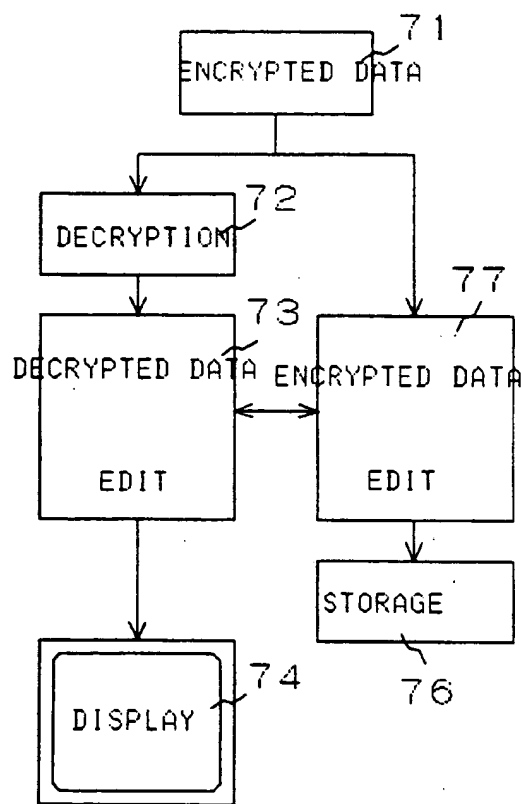 71
ENCRYPTED DATA
72
DECRYPTION
73
DECRYPTED DATA
EDIT
77
ENCRYPTED DATA
EDIT
STORAGE
76
74
DISPLAY